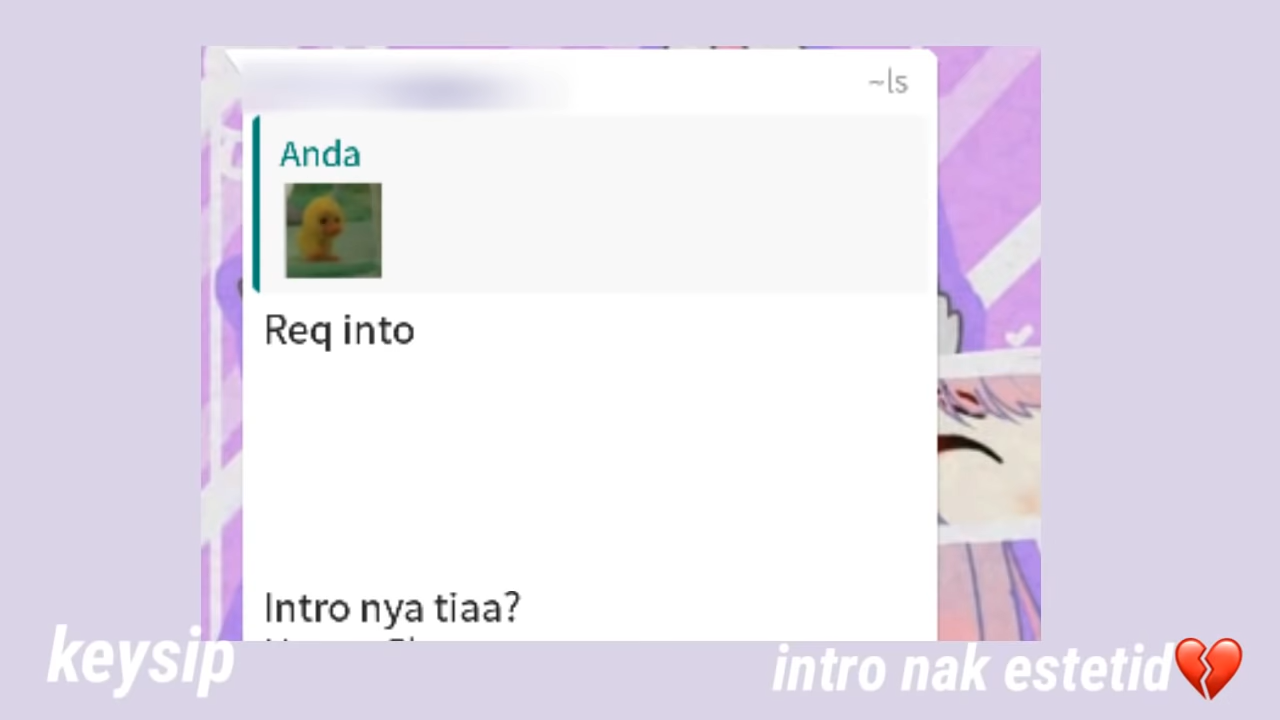 ~ls
Anda
Req into
Intro nya tiaa?
keysip
intro nak estetid💔